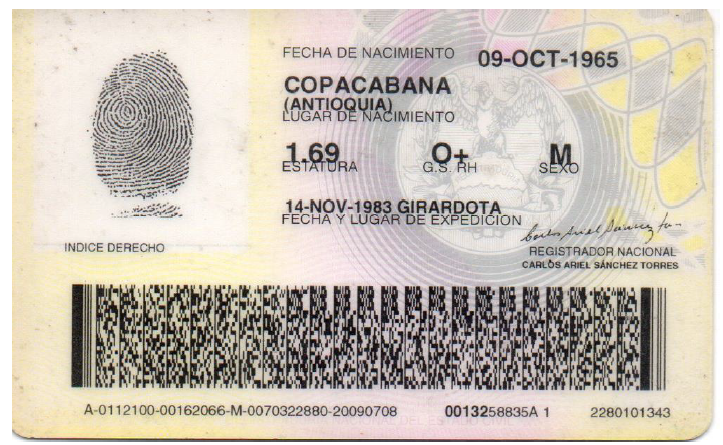 FECHA DE NACIMIENTO 09-OCT-1965
COPACABANA
(ANTIOQUIA)
LUGAR DE NACIMIENTO
1.69 O+ M
ESTATURA G.S. RH SEXO
14-NOV-1983 GIRARDOTA
FECHA Y LUGAR DE EXPEDICION
INDICE DERECHO
REGISTRADOR NACIONAL
CARLOS ARIEL SÁNCHEZ TORRES
A-0112100-00162066-M-0070322880-20090708 0013258835A 1 2280101343